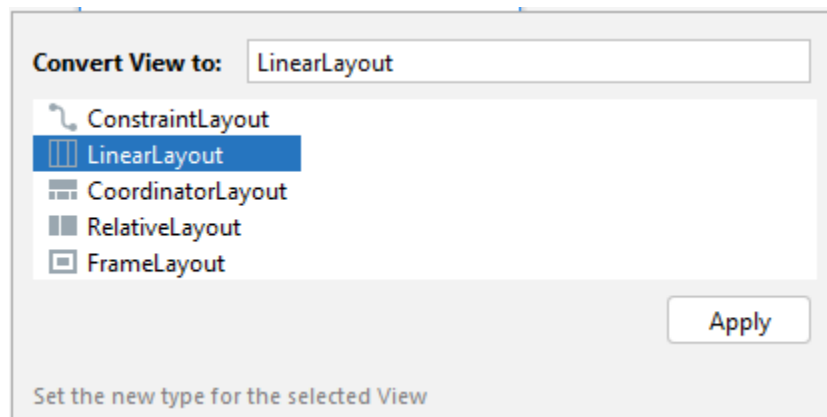 Convert View to: LinearLayout
ConstraintLayout
LinearLayout
CoordinatorLayout
RelativeLayout
FrameLayout
Apply
Set the new type for the selected View